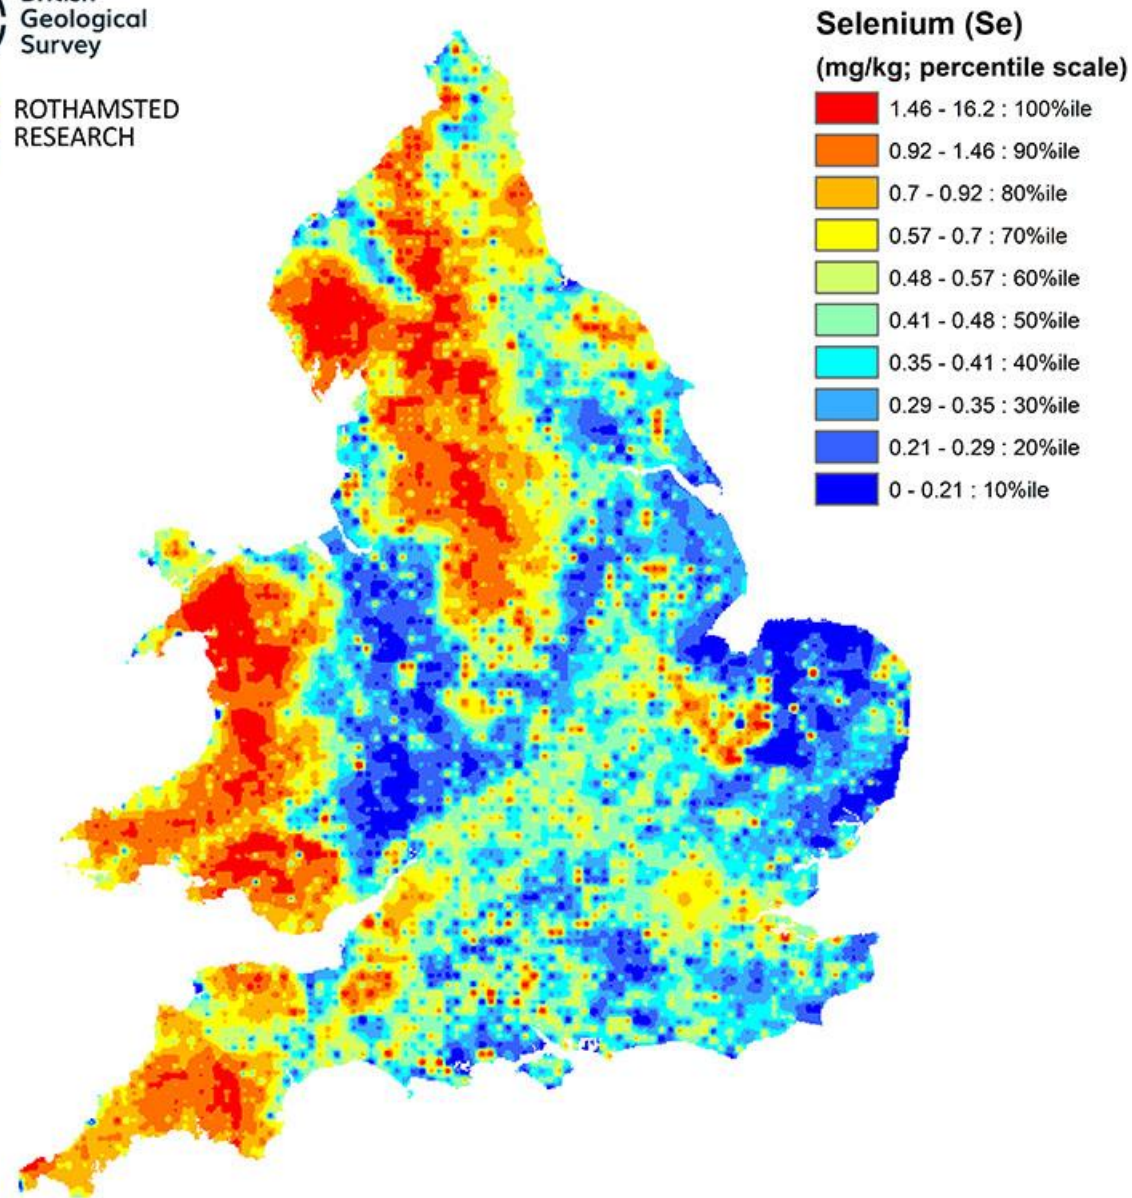 Geological
Survey
ROTHAMSTED
RESEARCH
Selenium (Se)
(mg/kg; percentile scale)
1.46 - 16.2 : 100%ile
0.92 - 1.46 : 90%ile
0.7 - 0.92 : 80%ile
0.57 - 0.7 : 70%ile
0.48 - 0.57 : 60%ile
0.41 - 0.48 : 50%ile
0.35 - 0.41 : 40%ile
0.29 - 0.35 : 30%ile
0.21 - 0.29 : 20%ile
0 - 0.21 : 10%ile